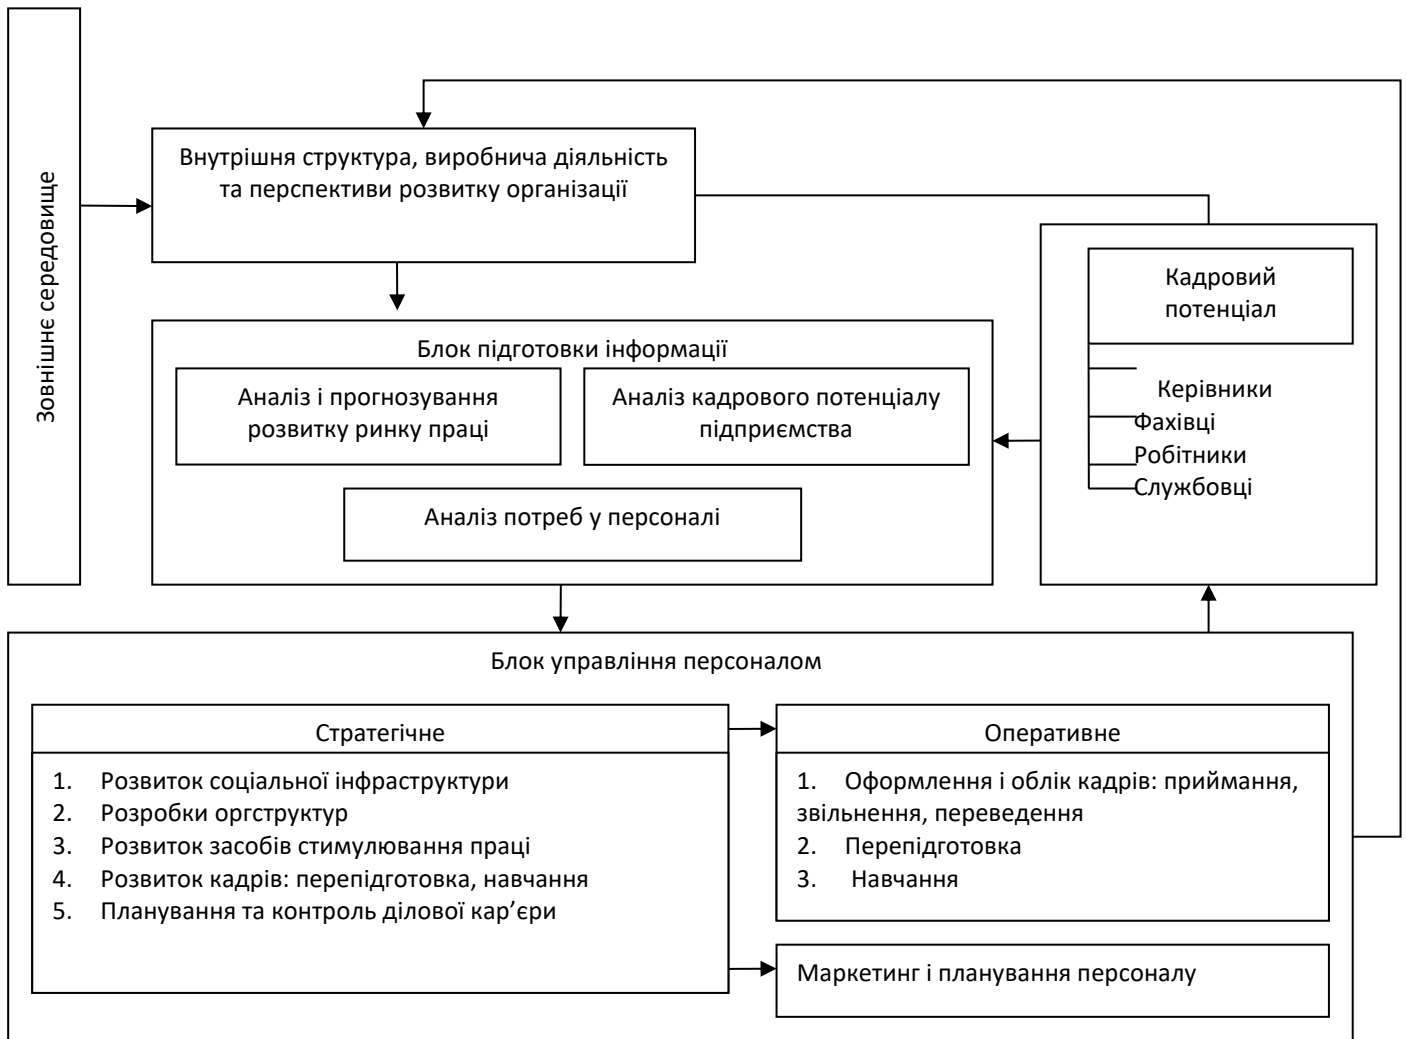 Зовнішнє середовище
Внутрішня структура, виробнича діяльність
та перспективи розвитку організації
Кадровий
потенціал
Керівники
Фахівці
Робітники
Службовці
Блок підготовки інформації
Аналіз і прогнозування
розвитку ринку праці
Аналіз кадрового потенціалу
підприємства
Аналіз потреб у персоналі
Блок управління персоналом
Стратегічне
1. Розвиток соціальної інфраструктури
2. Розробки оргструктур
3. Розвиток засобів стимулювання праці
4. Розвиток кадрів: перепідготовка, навчання
5. Планування та контроль ділової кар’єри
Оперативне
1. Оформлення і облік кадрів: приймання,
звільнення, переведення
2. Перепідготовка
3. Навчання
Маркетинг і планування персоналу